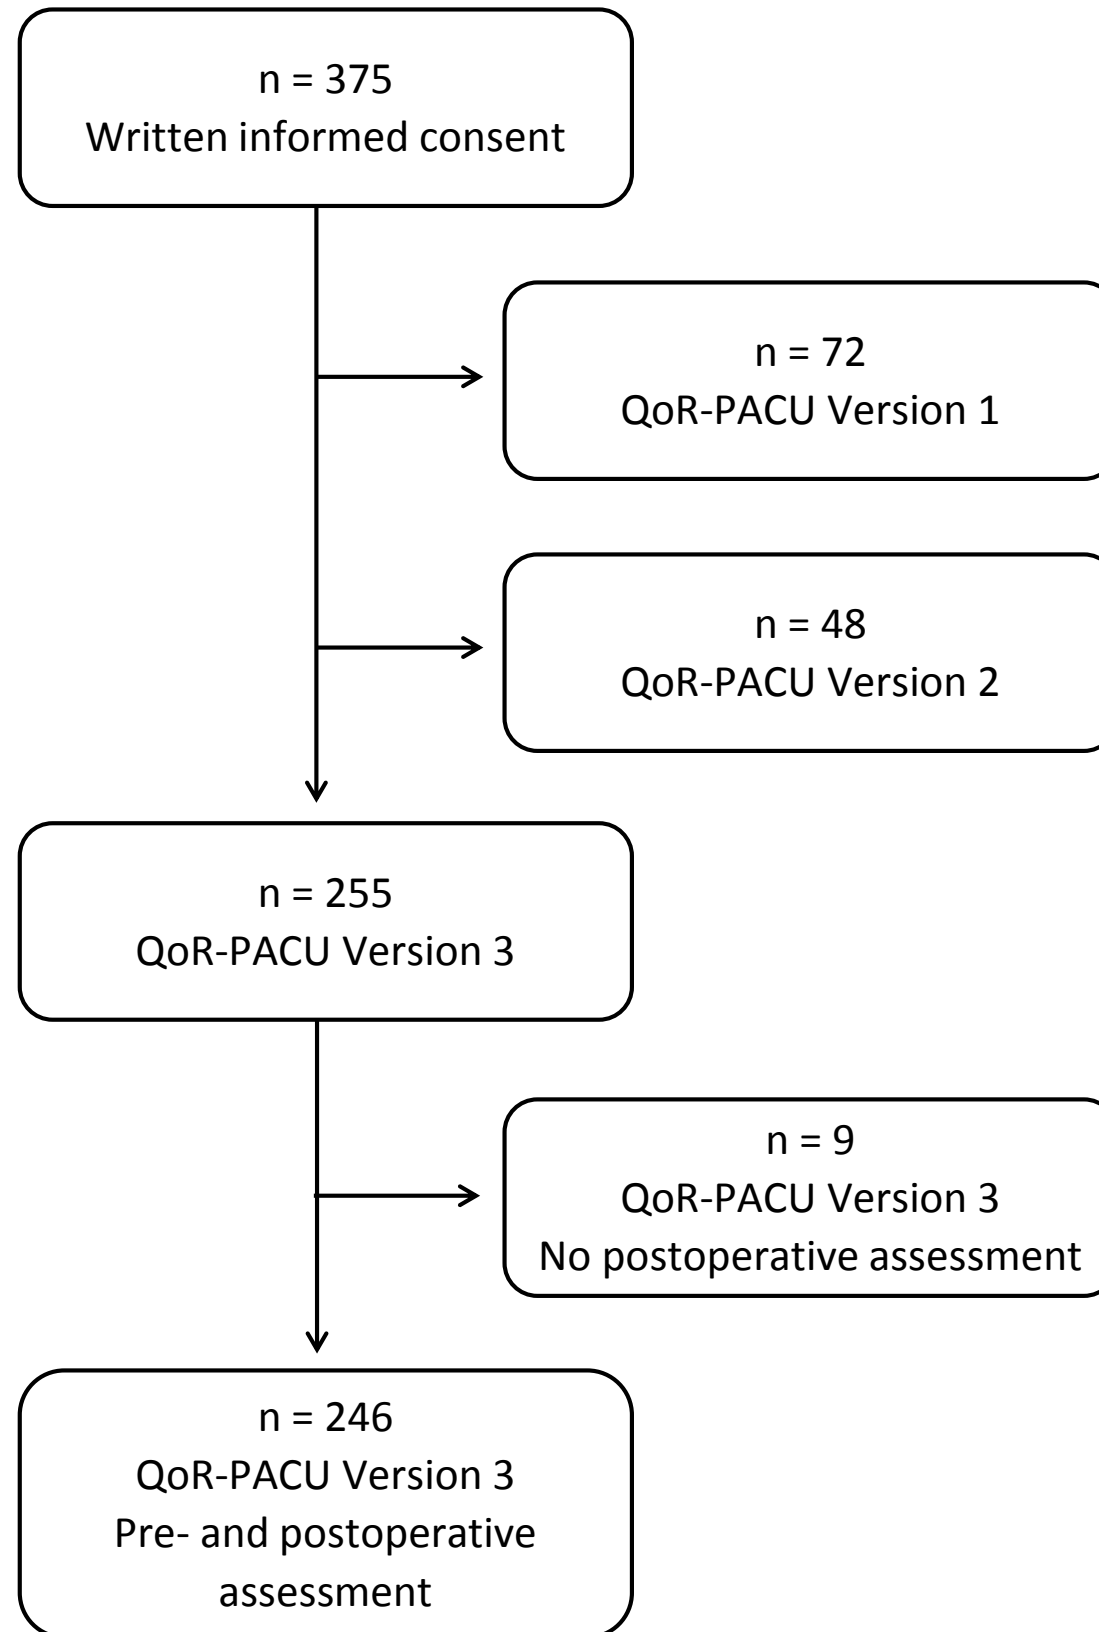 n = 375
Written informed consent
n = 72
QoR-PACU Version 1
n = 48
QoR-PACU Version 2
n = 255
QoR-PACU Version 3
n = 9
QoR-PACU Version 3
No postoperative assessment
n = 246
QoR-PACU Version 3
Pre- and postoperative
assessment